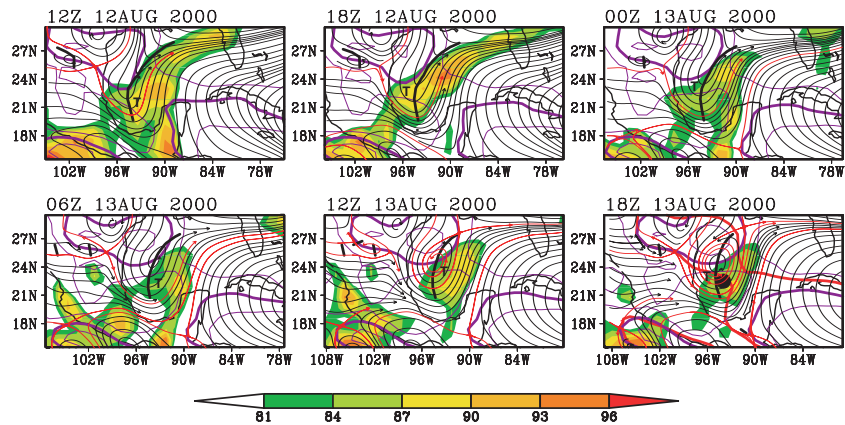 12Z 12AUG 2000 18Z 12AUG 2000 00Z 13AUG 2000
27N 27N 27N
24N 24N 24N
T T T
21N 21N 21N
18N 18N 18N
102W 96W 90W 84W 78W 102W 96W 90W 84W 78W 102W 96W 90W 84W 78W
06Z 13AUG 2000 12Z 13AUG 2000 18Z 13AUG 2000
27N 27N 27N
24N 24N 24N
T T
21N 21N 21N
18N 18N 18N
102W 96W 90W 84W 78W 108W 102W 96W 90W 84W 108W 102W 96W 90W 84W
81 84 87 90 93 96